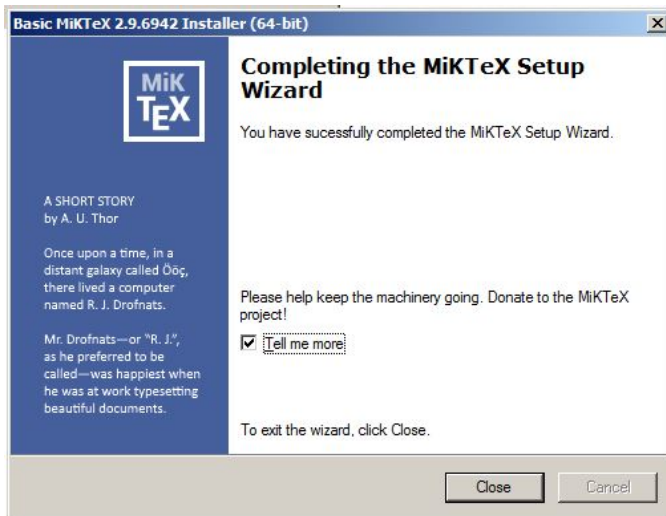 Basic MiKTeX 2.9.6942 Installer (64-bit)
MiK
TEX
A SHORT STORY
by A. U. Thor
Once upon a time, in a
distant galaxy called Ööç,
there lived a computer
named R. J. Drofnats.
Mr. Drofnats—or “R. J.”,
as he preferred to be
called—was happiest when
he was at work typesetting
beautiful documents.
Completing the MiKTeX Setup
Wizard
You have sucessfully completed the MiKTeX Setup Wizard.
Please help keep the machinery going. Donate to the MiKTeX
project!
Tell me more
To exit the wizard, click Close.
Close
Cancel